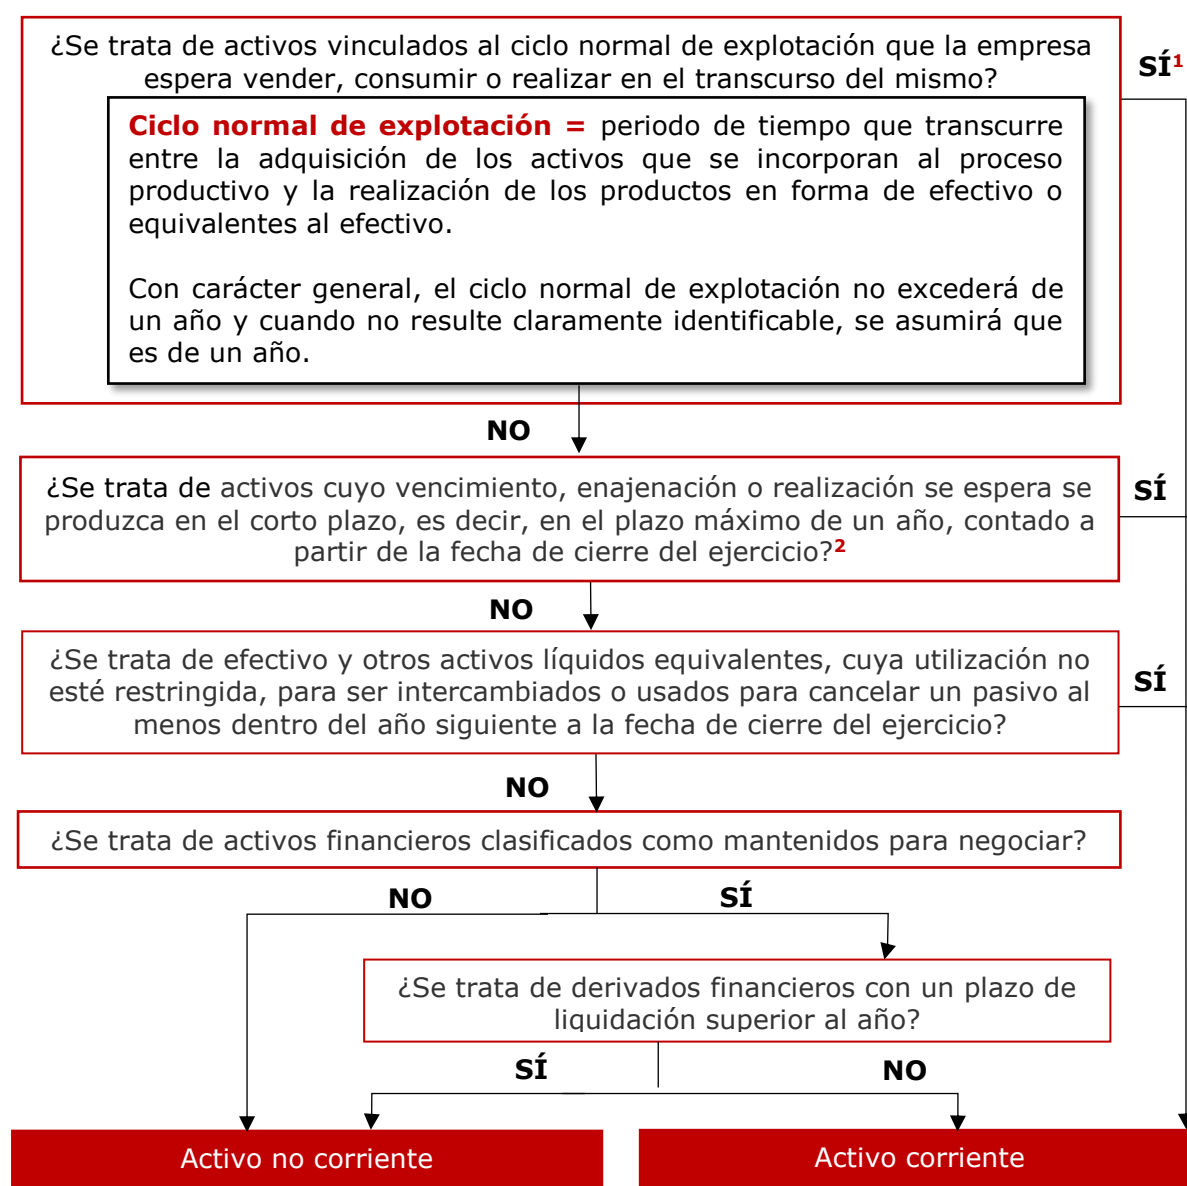 ¿Se trata de activos vinculados al ciclo normal de explotación que la empresa
espera vender, consumir o realizar en el transcurso del mismo?
SÍ¹
Ciclo normal de explotación = periodo de tiempo que transcurre
entre la adquisición de los activos que se incorporan al proceso
productivo y la realización de los productos en forma de efectivo o
equivalentes al efectivo.
Con carácter general, el ciclo normal de explotación no excederá de
un año y cuando no resulte claramente identificable, se asumirá que
es de un año.
NO
¿Se trata de activos cuyo vencimiento, enajenación o realización se espera se
produzca en el corto plazo, es decir, en el plazo máximo de un año, contado a
partir de la fecha de cierre del ejercicio?²
SÍ
NO
¿Se trata de efectivo y otros activos líquidos equivalentes, cuya utilización no
esté restringida, para ser intercambiados o usados para cancelar un pasivo al
menos dentro del año siguiente a la fecha de cierre del ejercicio?
SÍ
NO
¿Se trata de activos financieros clasificados como mantenidos para negociar?
NO
SÍ
¿Se trata de derivados financieros con un plazo de
liquidación superior al año?
SÍ
NO
Activo no corriente
Activo corriente